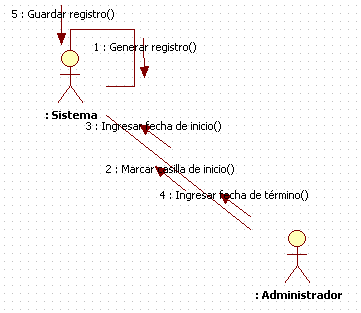 5 : Guardar registro()
1 : Generar registro()
: Sistema
3 : Ingresar fecha de inicio()
2 : Marcar casilla de inicio()
4 : Ingresar fecha de término()
: Administrador